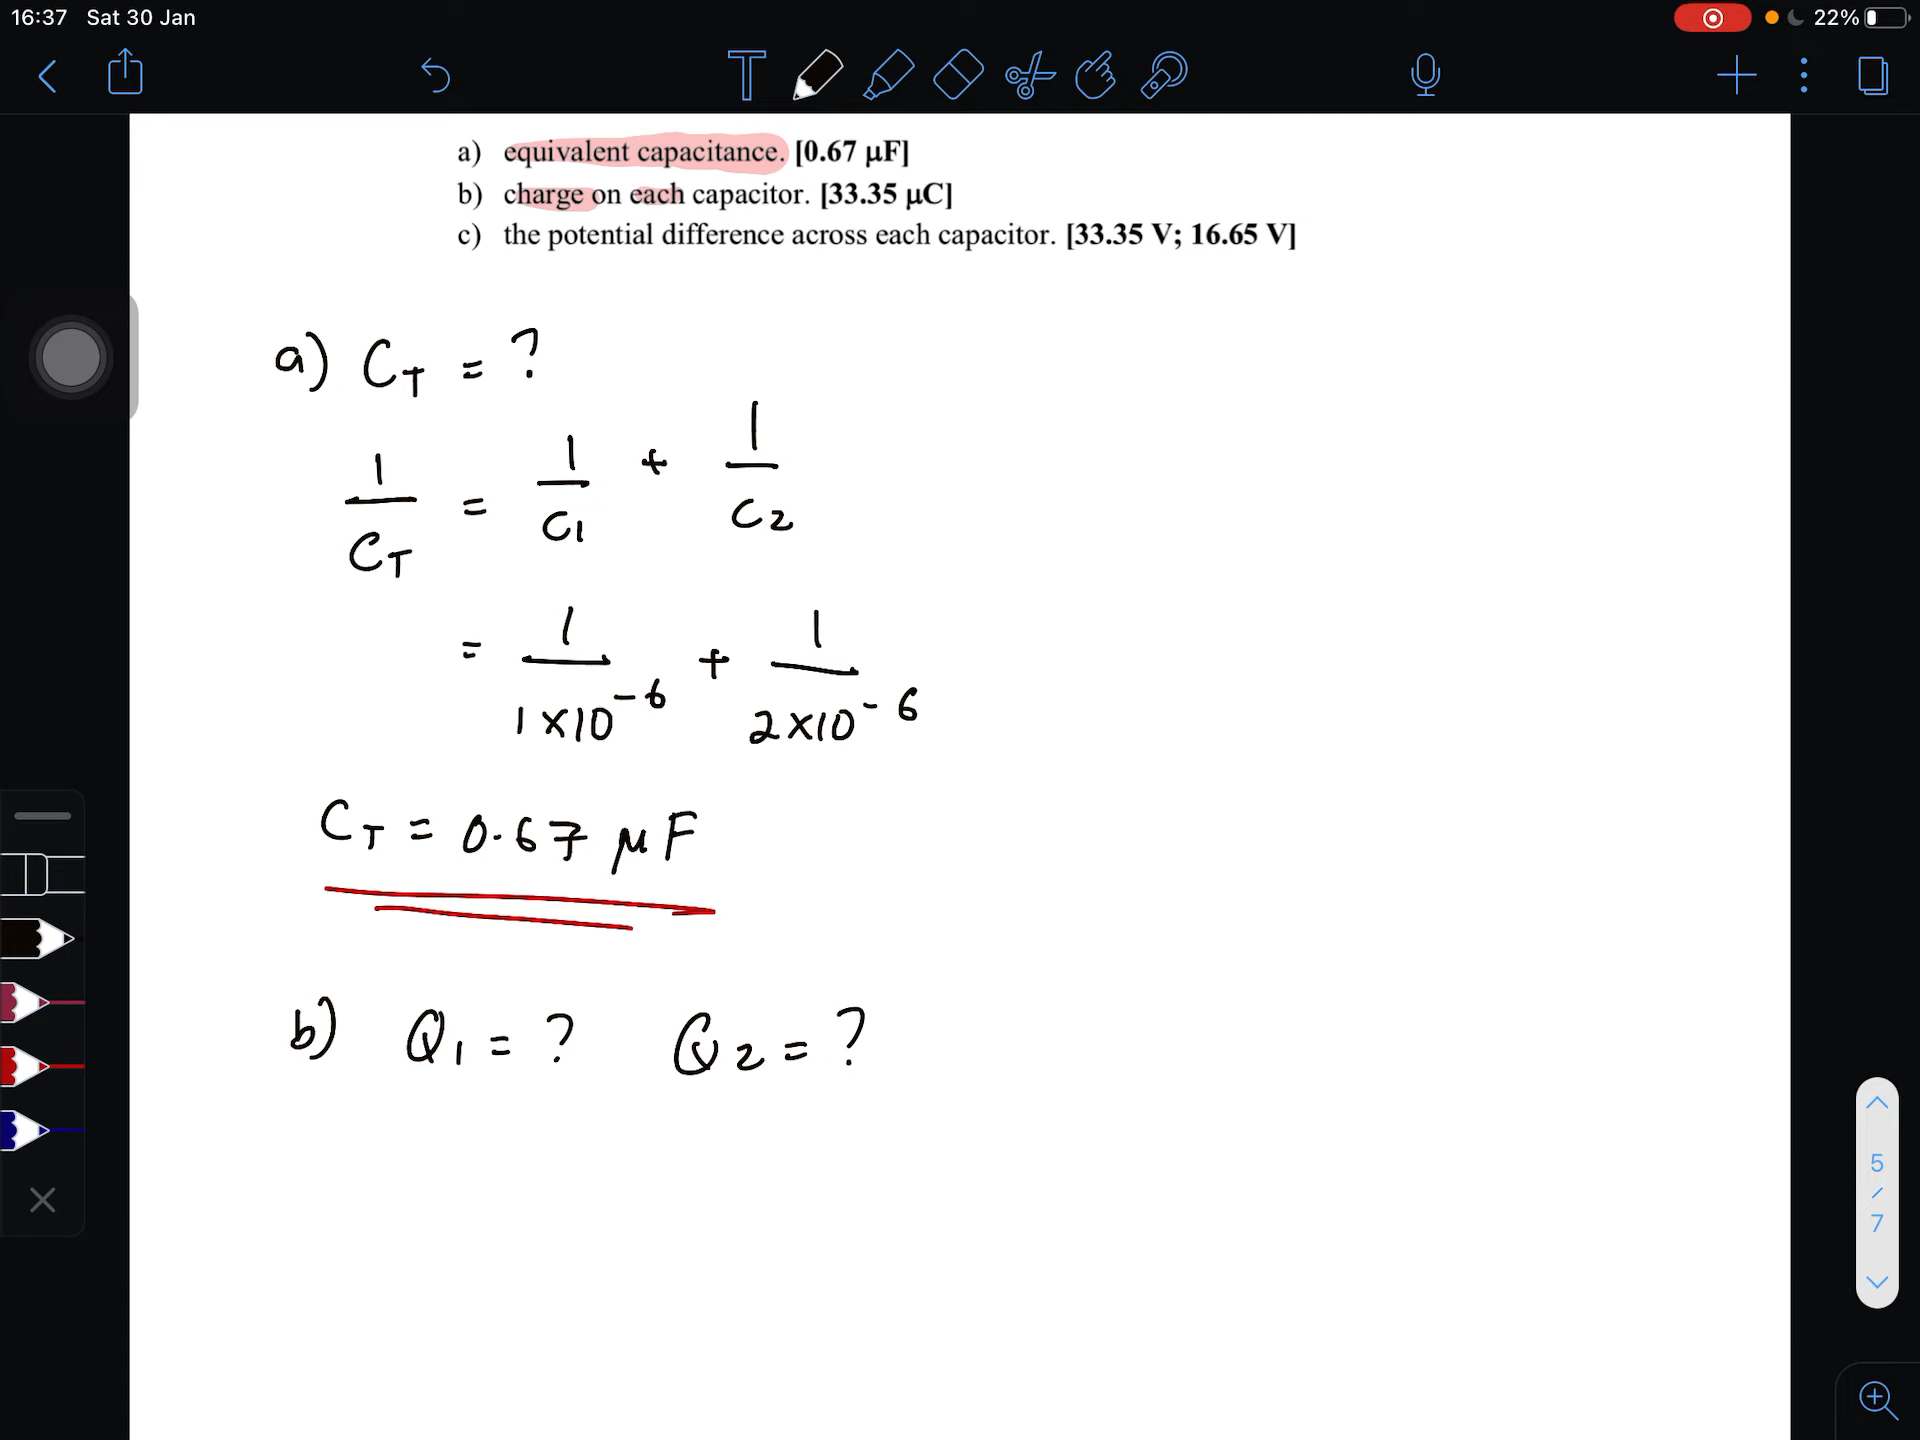 16:37 Sat 30 Jan
22%
T
a) equivalent capacitance. [0.67 μF]
b) charge on each capacitor. [33.35 μC]
c) the potential difference across each capacitor. [33.35 V; 16.65 V]
a) CT = ?
1/CT = 1/C1 + 1/C2
= 1/1×10^-6 + 1/2×10^-6
CT = 0.67 μF
b) Q1 = ? Q2 = ?
5
/
7